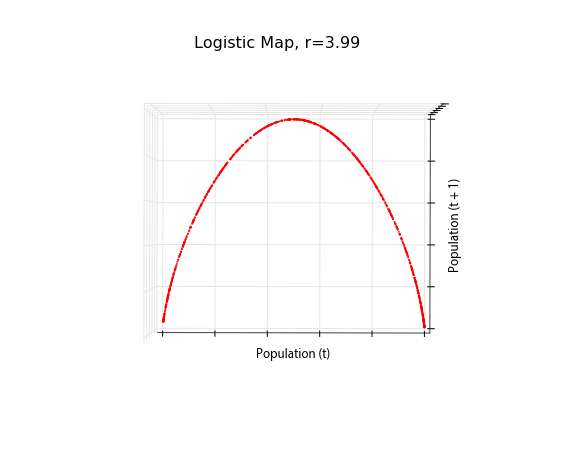 Logistic Map, r=3.99
Population (t + 1)
Population (t)